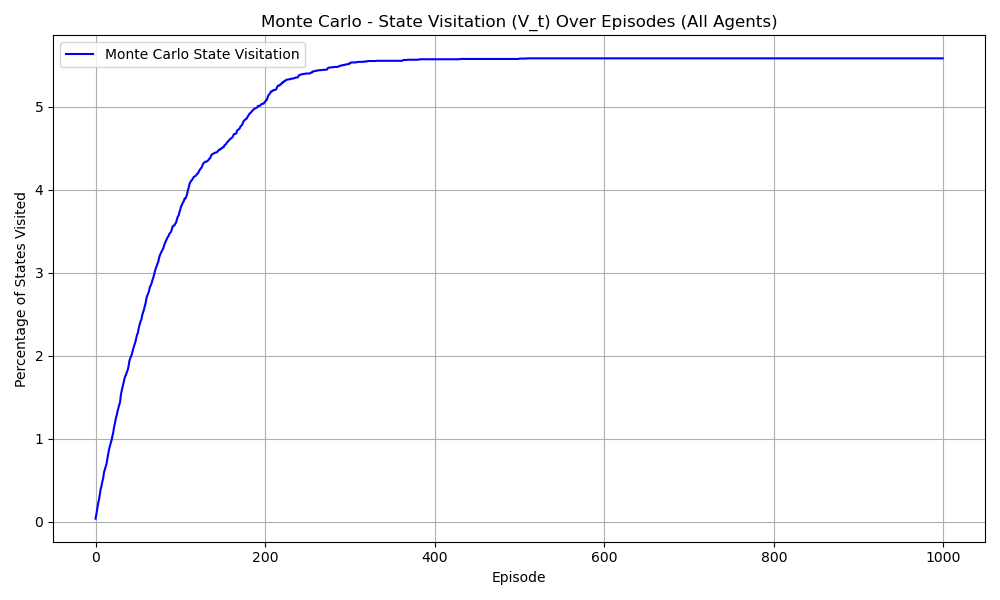 Monte Carlo - State Visitation (V_t) Over Episodes (All Agents)
Monte Carlo State Visitation
Percentage of States Visited
5
4
3
2
1
0
0 200 400 600 800 1000
Episode